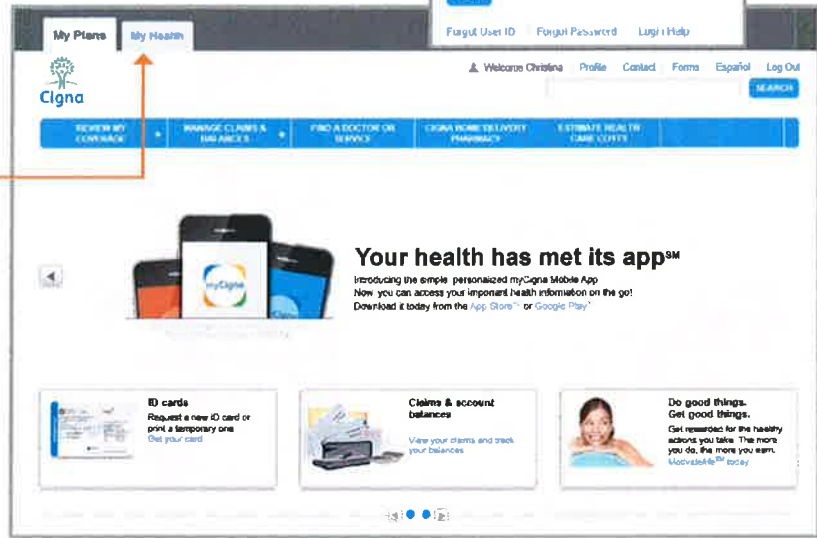 Forgot User ID Forgot Password Login Help
My Plans My Health
Welcome Christina Profile Contact Forms Español Log Out
Cigna
SEARCH
REVIEW MY COVERAGE
MANAGE CLAIMS & BALANCES
FIND A DOCTOR OR SERVICE
CIGNA HOME DELIVERY PHARMACY
ESTIMATE HEALTH CARE COSTS
myCigna
Your health has met its app℠
Introducing the simple, personalized myCigna Mobile App
Now you can access your important health information on the go!
Download it today from the App Store℠ or Google Play™
ID cards
Request a new ID card or
print a temporary one
Get your card
Claims & account
balances
View your claims and track
your balances
Do good things.
Get good things.
Get rewarded for the healthy
actions you take. The more
you do, the more you earn.
MotivateMe℠ today